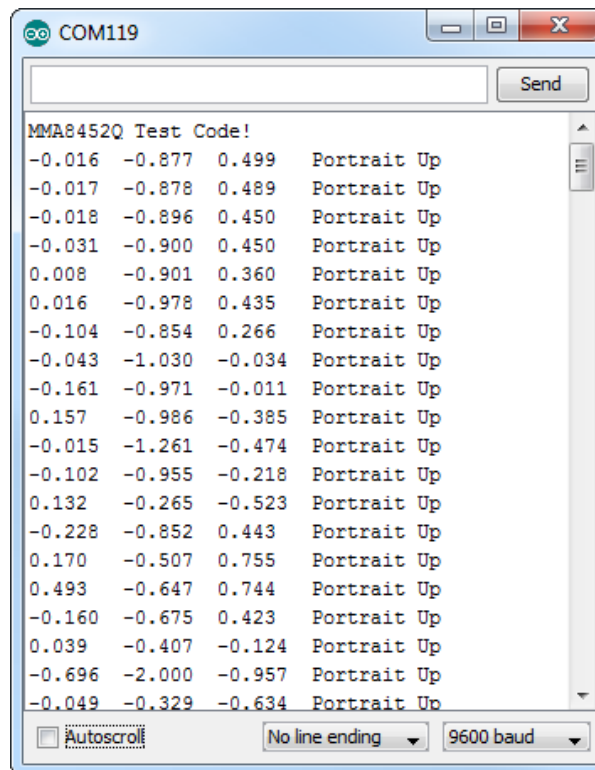 COM119
Send
MMA8452Q Test Code!
-0.016 -0.877 0.499 Portrait Up
-0.017 -0.878 0.489 Portrait Up
-0.018 -0.896 0.450 Portrait Up
-0.031 -0.900 0.450 Portrait Up
0.008 -0.901 0.360 Portrait Up
0.016 -0.978 0.435 Portrait Up
-0.104 -0.854 0.266 Portrait Up
-0.043 -1.030 -0.034 Portrait Up
-0.161 -0.971 -0.011 Portrait Up
0.157 -0.986 -0.385 Portrait Up
-0.015 -1.261 -0.474 Portrait Up
-0.102 -0.955 -0.218 Portrait Up
0.132 -0.265 -0.523 Portrait Up
-0.228 -0.852 0.443 Portrait Up
0.170 -0.507 0.755 Portrait Up
0.493 -0.647 0.744 Portrait Up
-0.160 -0.675 0.423 Portrait Up
0.039 -0.407 -0.124 Portrait Up
-0.696 -2.000 -0.957 Portrait Up
-0.049 -0.329 -0.634 Portrait Up
Autoscroll No line ending 9600 baud